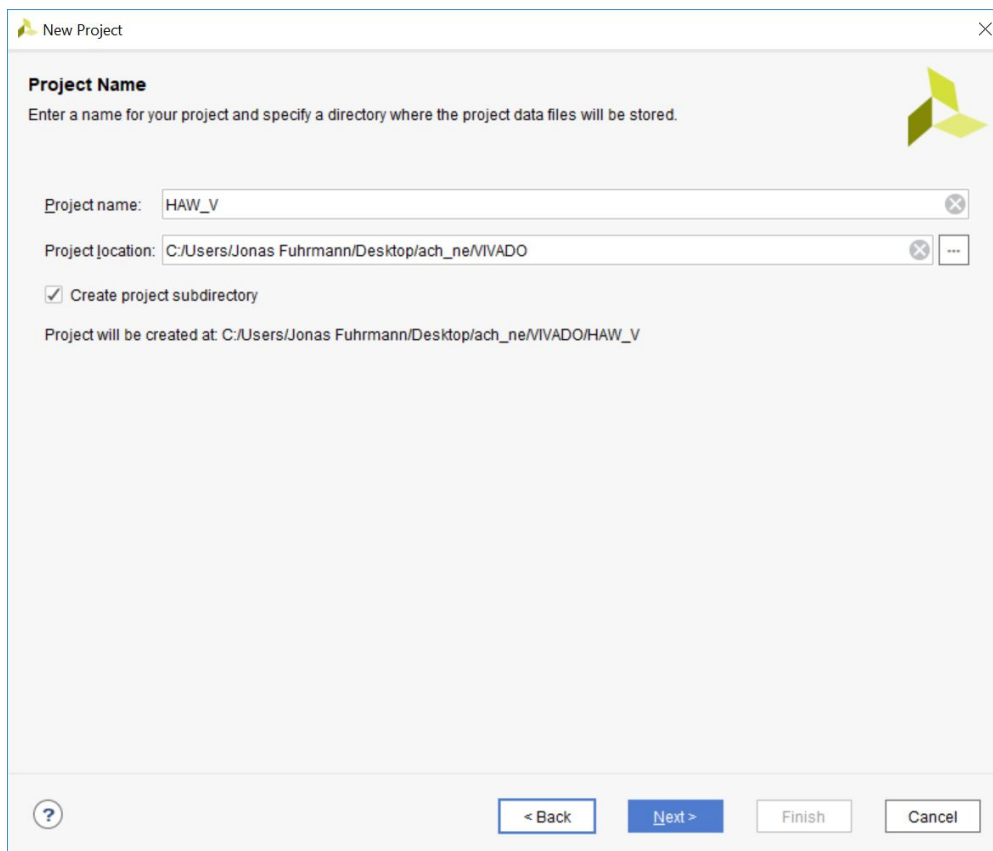 New Project
Project Name
Enter a name for your project and specify a directory where the project data files will be stored.
Project name: HAW_V
Project location: C:/Users/Jonas Fuhrmann/Desktop/ach_ne/VIVADO ...
Create project subdirectory
Project will be created at: C:/Users/Jonas Fuhrmann/Desktop/ach_ne/VIVADO/HAW_V
? < Back Next > Finish Cancel